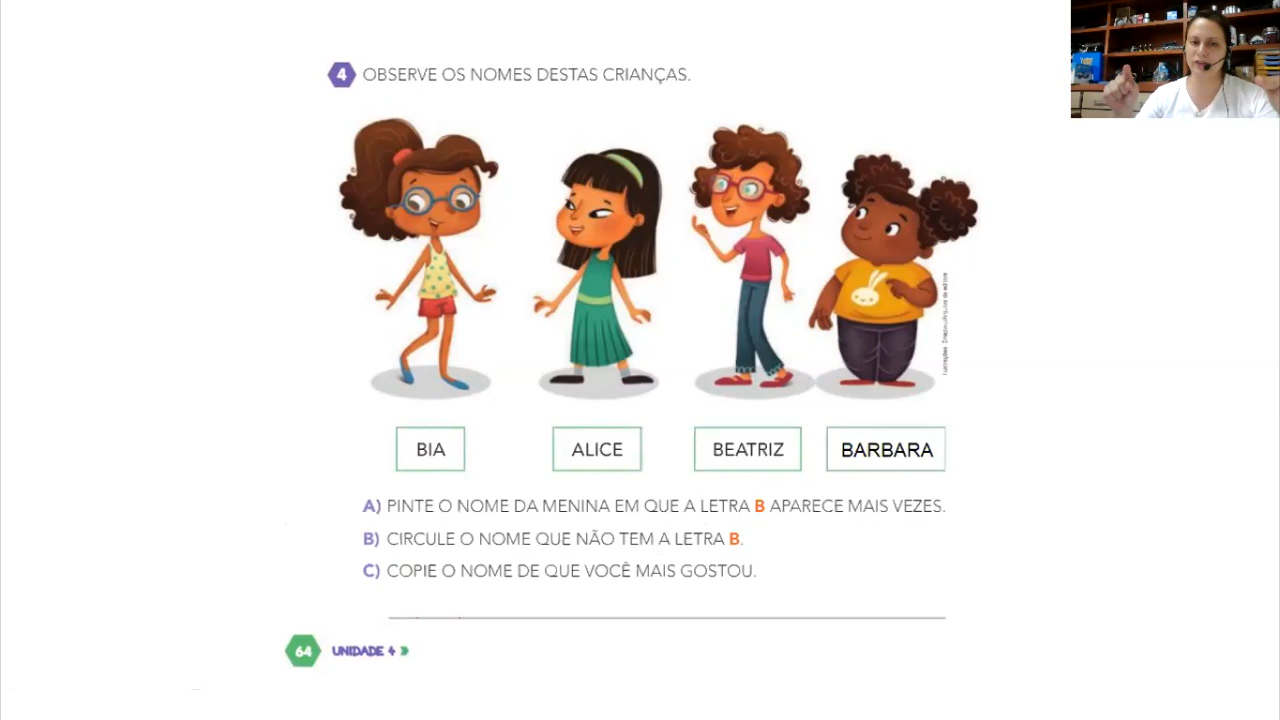 4 OBSERVE OS NOMES DESTAS CRIANÇAS.
BIA
ALICE
BEATRIZ
BARBARA
A) PINTE O NOME DA MENINA EM QUE A LETRA B APARECE MAIS VEZES.
B) CIRCULE O NOME QUE NÃO TEM A LETRA B.
C) COPIE O NOME DE QUE VOCÊ MAIS GOSTOU.
64 UNIDADE 4